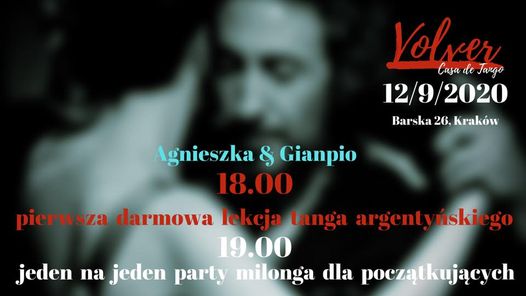 Volver
Casa de Tango
12/9/2020
Barska 26, Kraków
Agnieszka & Gianpio
18.00
pierwsza darmowa lekcja tanga argentyńskiego
19.00
jeden na jeden party milonga dla początkujących